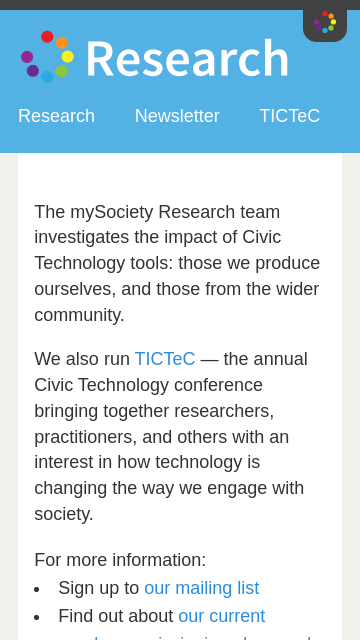 Research
Research Newsletter TICTeC
The mySociety Research team
investigates the impact of Civic
Technology tools: those we produce
ourselves, and those from the wider
community.
We also run TICTeC — the annual
Civic Technology conference
bringing together researchers,
practitioners, and others with an
interest in how technology is
changing the way we engage with
society.
For more information:
• Sign up to our mailing list
• Find out about our current